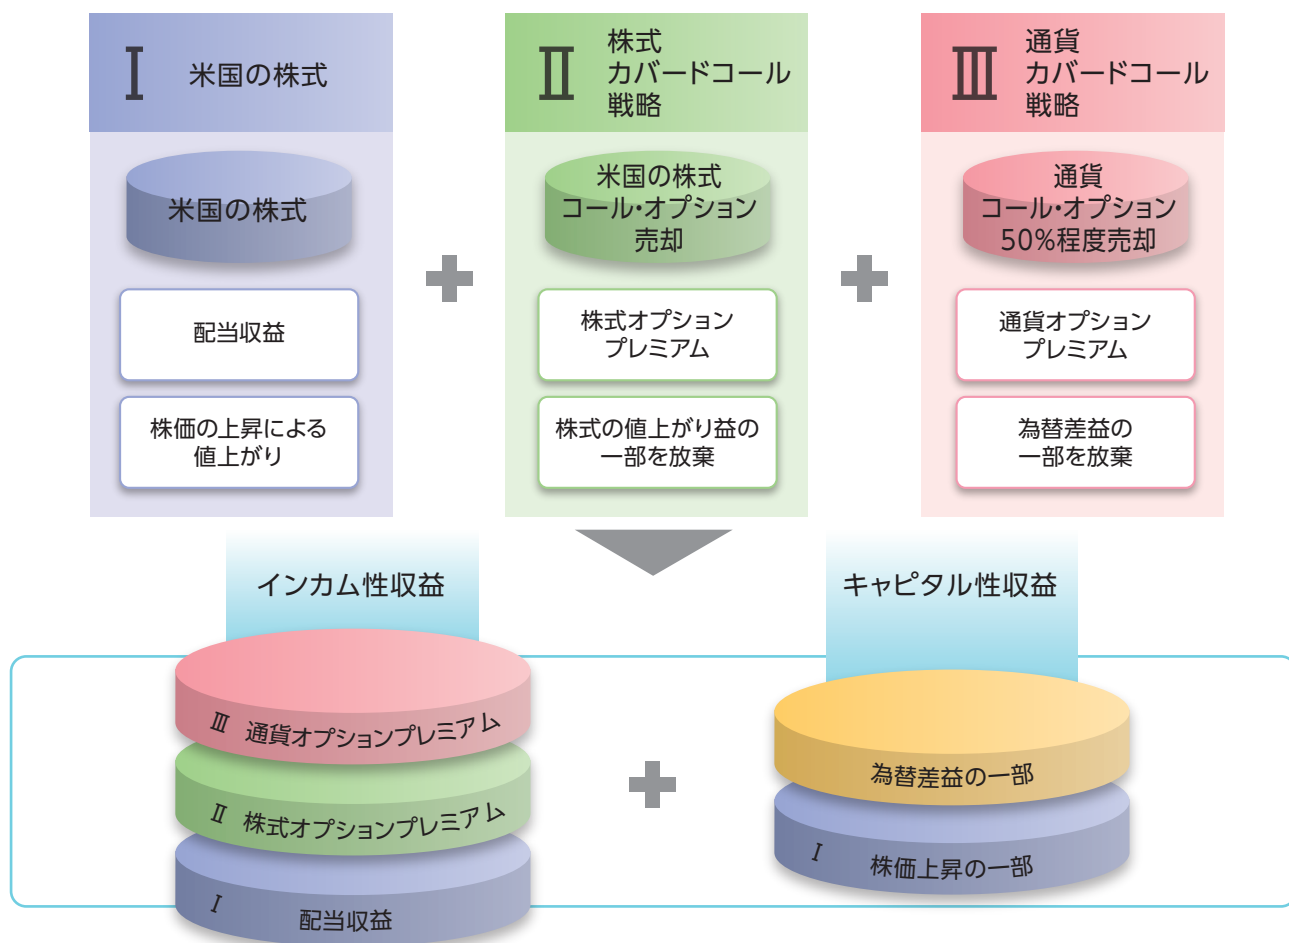 Ⅰ 米国の株式
Ⅱ 株式
カバードコール
戦略
Ⅲ 通貨
カバードコール
戦略
米国の株式
配当収益
株価の上昇による
値上がり
米国の株式
コール・オプション
売却
株式オプション
プレミアム
株式の値上がり益の
一部を放棄
通貨
コール・オプション
50%程度売却
通貨オプション
プレミアム
為替差益の
一部を放棄
インカム性収益
Ⅲ 通貨オプションプレミアム
Ⅱ 株式オプションプレミアム
Ⅰ 配当収益
キャピタル性収益
為替差益の一部
Ⅰ 株価上昇の一部